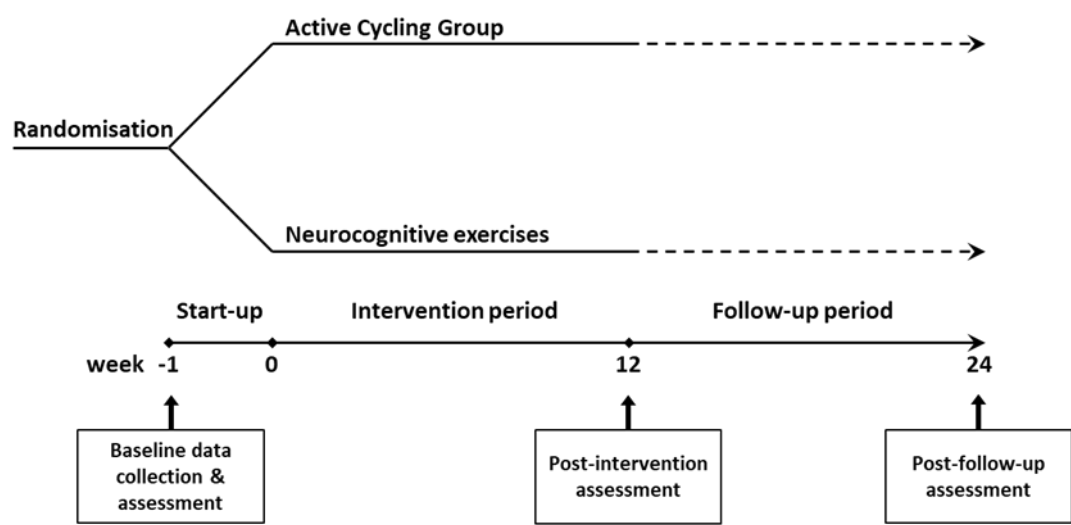 Active Cycling Group
Randomisation
Neurocognitive exercises
Start-up Intervention period Follow-up period
week -1 0 12 24
Baseline data
collection &
assessment
Post-intervention
assessment
Post-follow-up
assessment